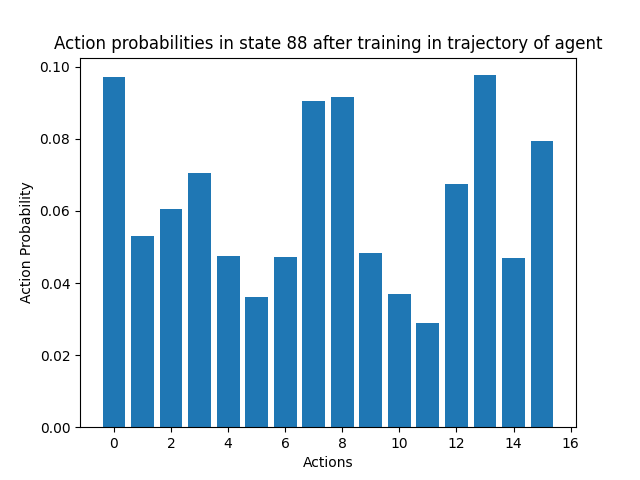 Action probabilities in state 88 after training in trajectory of agent
0.10
0.08
0.06
0.04
0.02
0.00
Action Probability
0 2 4 6 8 10 12 14 16
Actions